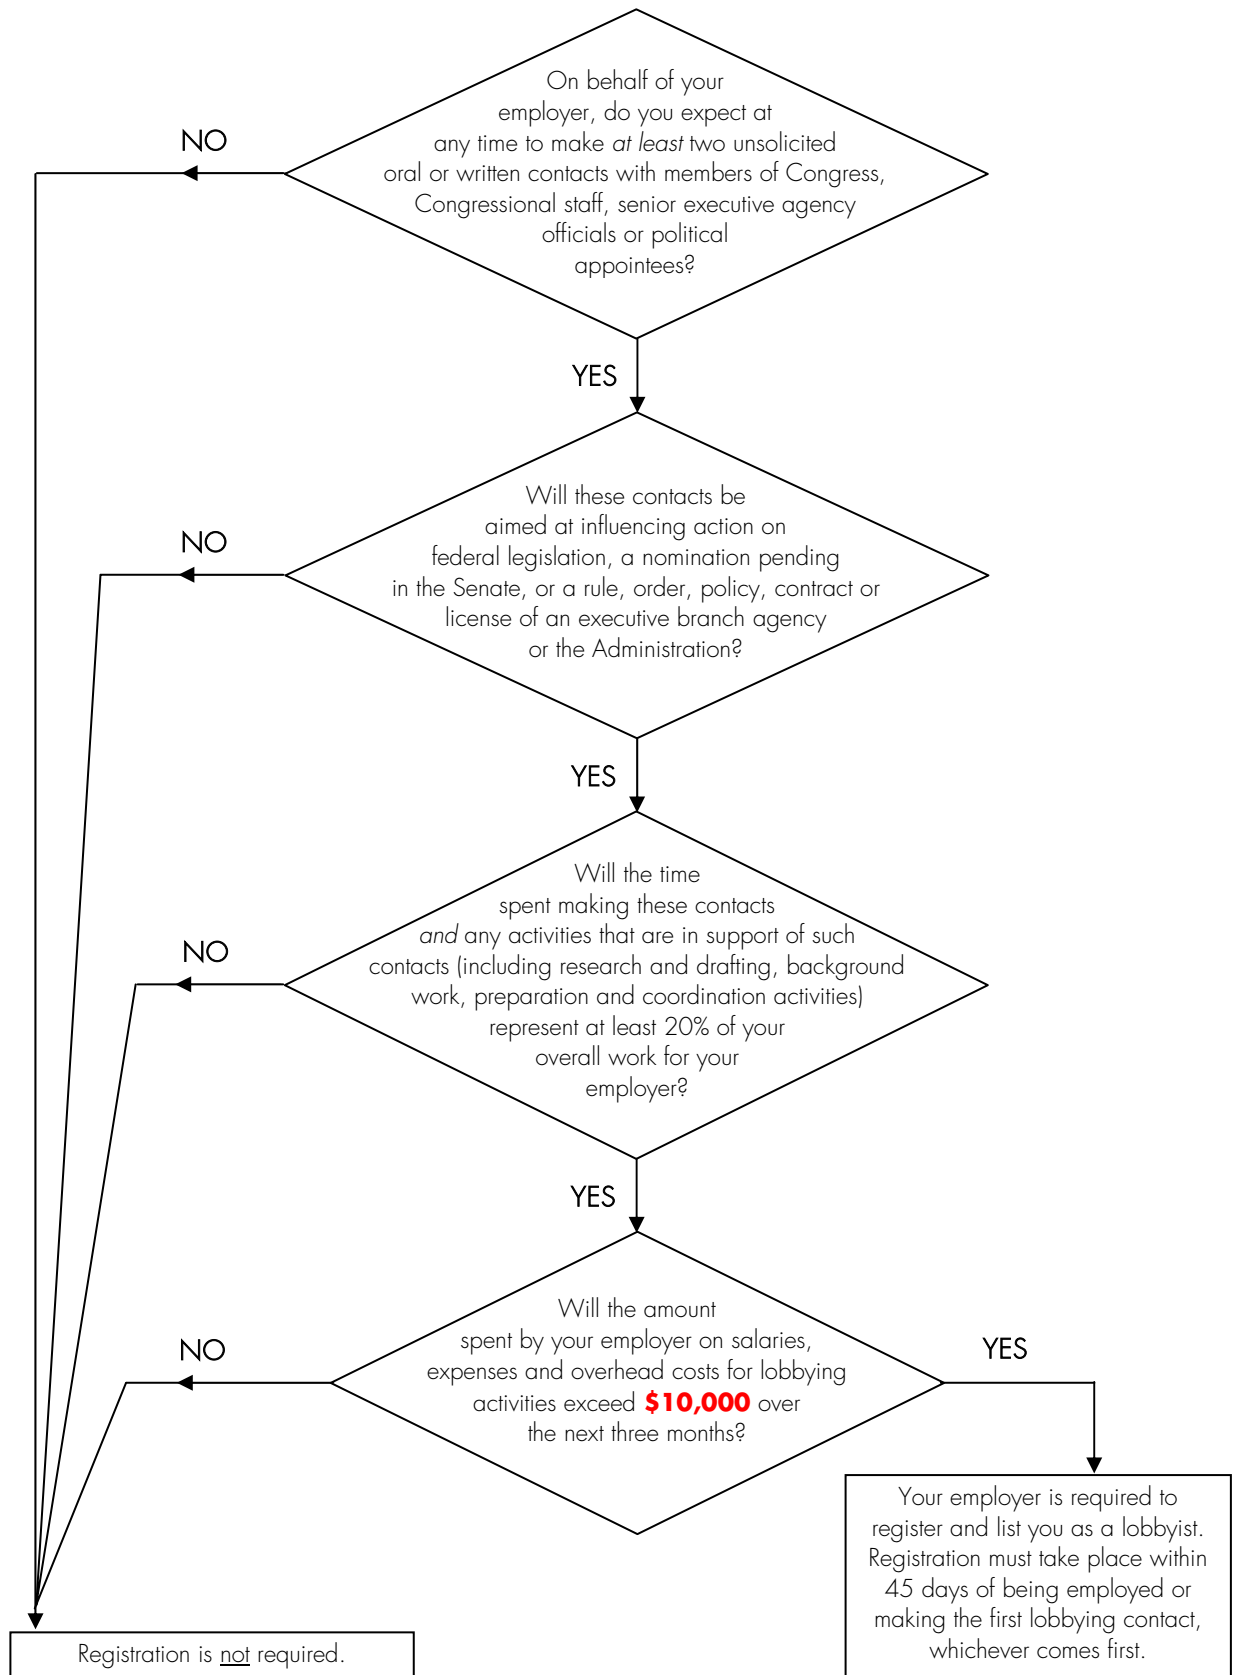 On behalf of your
employer, do you expect at
any time to make at least two unsolicited
oral or written contacts with members of Congress,
Congressional staff, senior executive agency
officials or political
appointees?
NO
YES
Will these contacts be
aimed at influencing action on
federal legislation, a nomination pending
in the Senate, or a rule, order, policy, contract or
license of an executive branch agency
or the Administration?
NO
YES
Will the time
spent making these contacts
and any activities that are in support of such
contacts (including research and drafting, background
work, preparation and coordination activities)
represent at least 20% of your
overall work for your
employer?
NO
YES
Will the amount
spent by your employer on salaries,
expenses and overhead costs for lobbying
activities exceed $10,000 over
the next three months?
NO
YES
Your employer is required to
register and list you as a lobbyist.
Registration must take place within
45 days of being employed or
making the first lobbying contact,
whichever comes first.
Registration is not required.